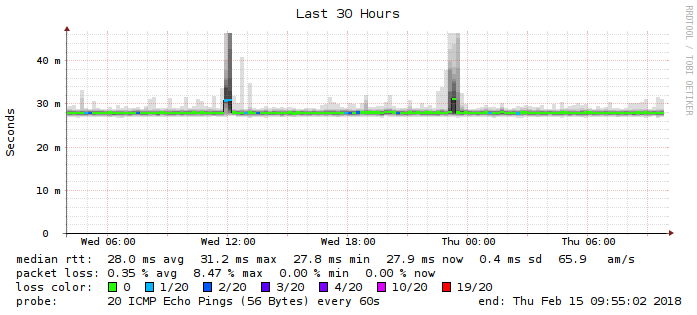 Last 30 Hours
RRDTOOL / TOBI OETIKER
Seconds
40 m
30 m
20 m
10 m
0
Wed 06:00 Wed 12:00 Wed 18:00 Thu 00:00 Thu 06:00
median rtt: 28.0 ms avg 31.2 ms max 27.8 ms min 27.9 ms now 0.4 ms sd 65.9 am/s
packet loss: 0.35 % avg 8.47 % max 0.00 % min 0.00 % now
loss color: 0 1/20 2/20 3/20 4/20 10/20 19/20
probe: 20 ICMP Echo Pings (56 Bytes) every 60s end: Thu Feb 15 09:55:02 2018